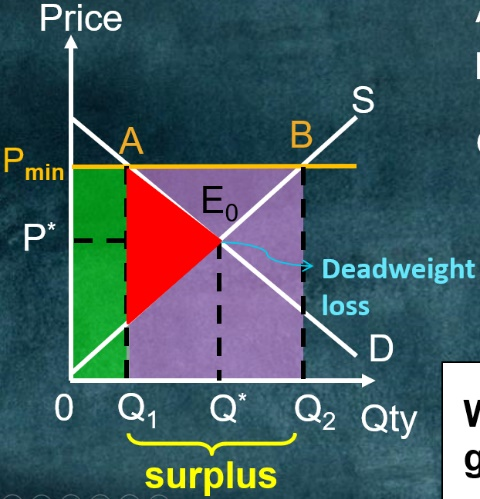 Price
S
A
B
Pmin
E0
P*
Deadweight
loss
D
0
Q1
Q*
Q2
Qty
surplus